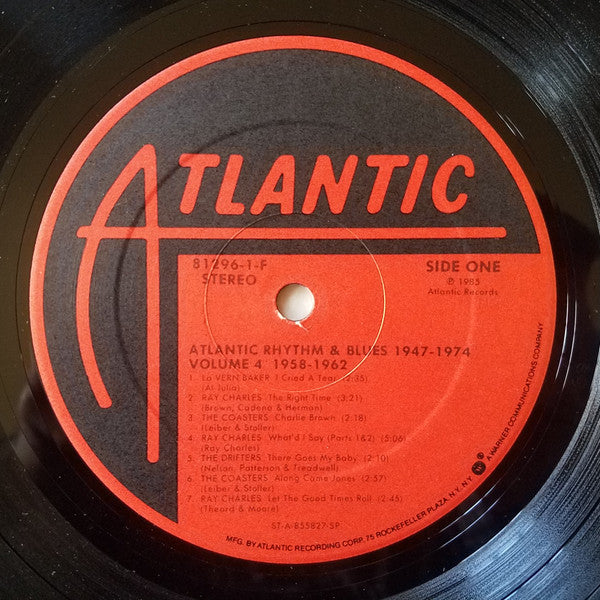 ATLANTIC
81296-1-F
STEREO
SIDE ONE
℗ 1985
Atlantic Records
ATLANTIC RHYTHM & BLUES 1947-1974
VOLUME 4 1958-1962
1. La VERN BAKER I Cried A Tear (2:35)
(Al Julia)
2. RAY CHARLES The Right Time (3:21)
(Brown, Cadena & Herman)
3. THE COASTERS Charlie Brown (2:18)
(Leiber & Stoller)
4. RAY CHARLES What'd I Say (Parts 1&2) (5:06)
(Ray Charles)
5. THE DRIFTERS There Goes My Baby (2:10)
(Nelson, Patterson & Treadwell)
6. THE COASTERS Along Came Jones (2:57)
(Leiber & Stoller)
7. RAY CHARLES Let The Good Times Roll (2:45)
(Theard & Moore)
ST-A-855827-SP
MFG. BY ATLANTIC RECORDING CORP. 75 ROCKEFELLER PLAZA, N.Y., N.Y.
A WARNER COMMUNICATIONS COMPANY